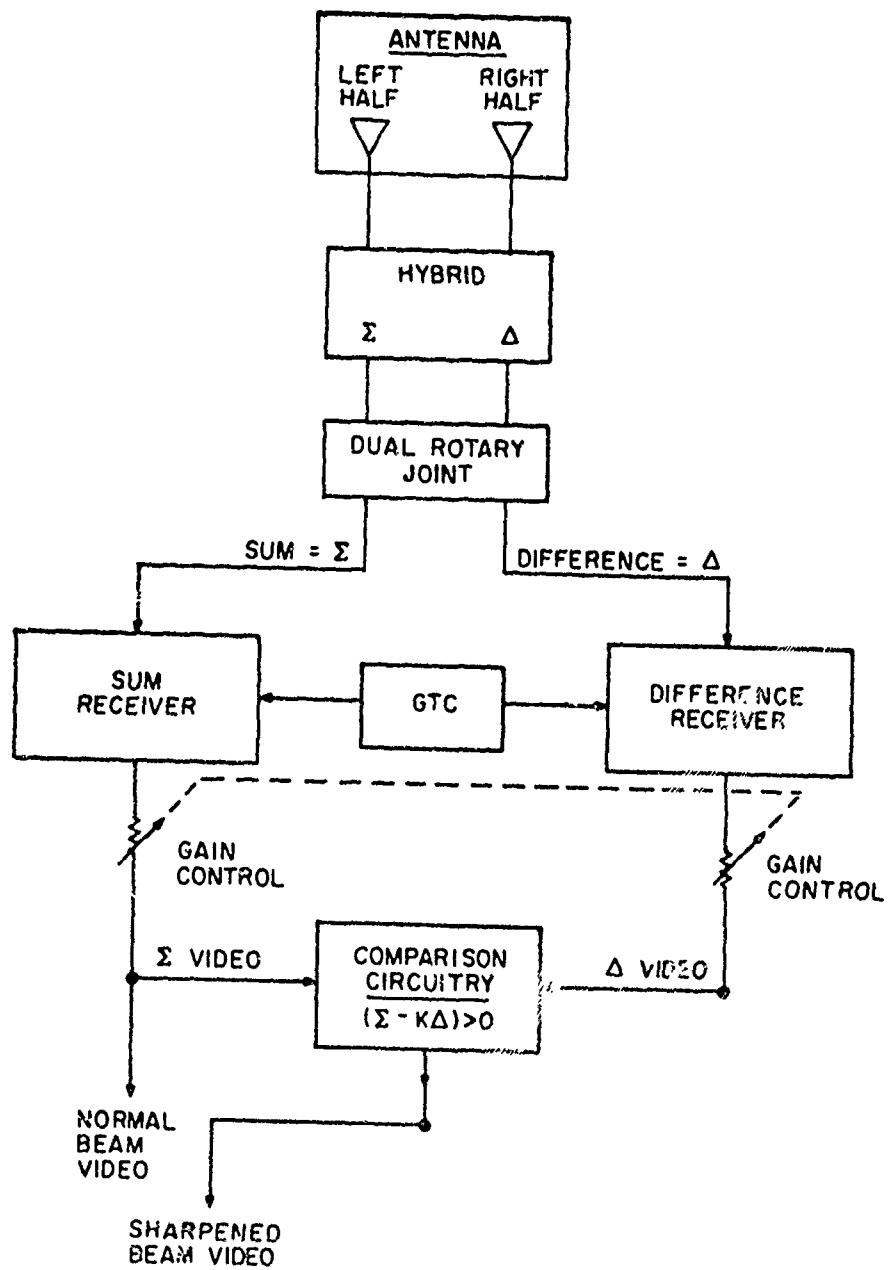 ANTENNA
LEFT
HALF
RIGHT
HALF
HYBRID
Σ
Δ
DUAL ROTARY
JOINT
SUM = Σ
DIFFERENCE = Δ
SUM
RECEIVER
GTC
DIFFERENCE
RECEIVER
GAIN
CONTROL
GAIN
CONTROL
Σ VIDEO
COMPARISON
CIRCUITRY
(Σ - KΔ)>0
Δ VIDEO
NORMAL
BEAM
VIDEO
SHARPENED
BEAM VIDEO